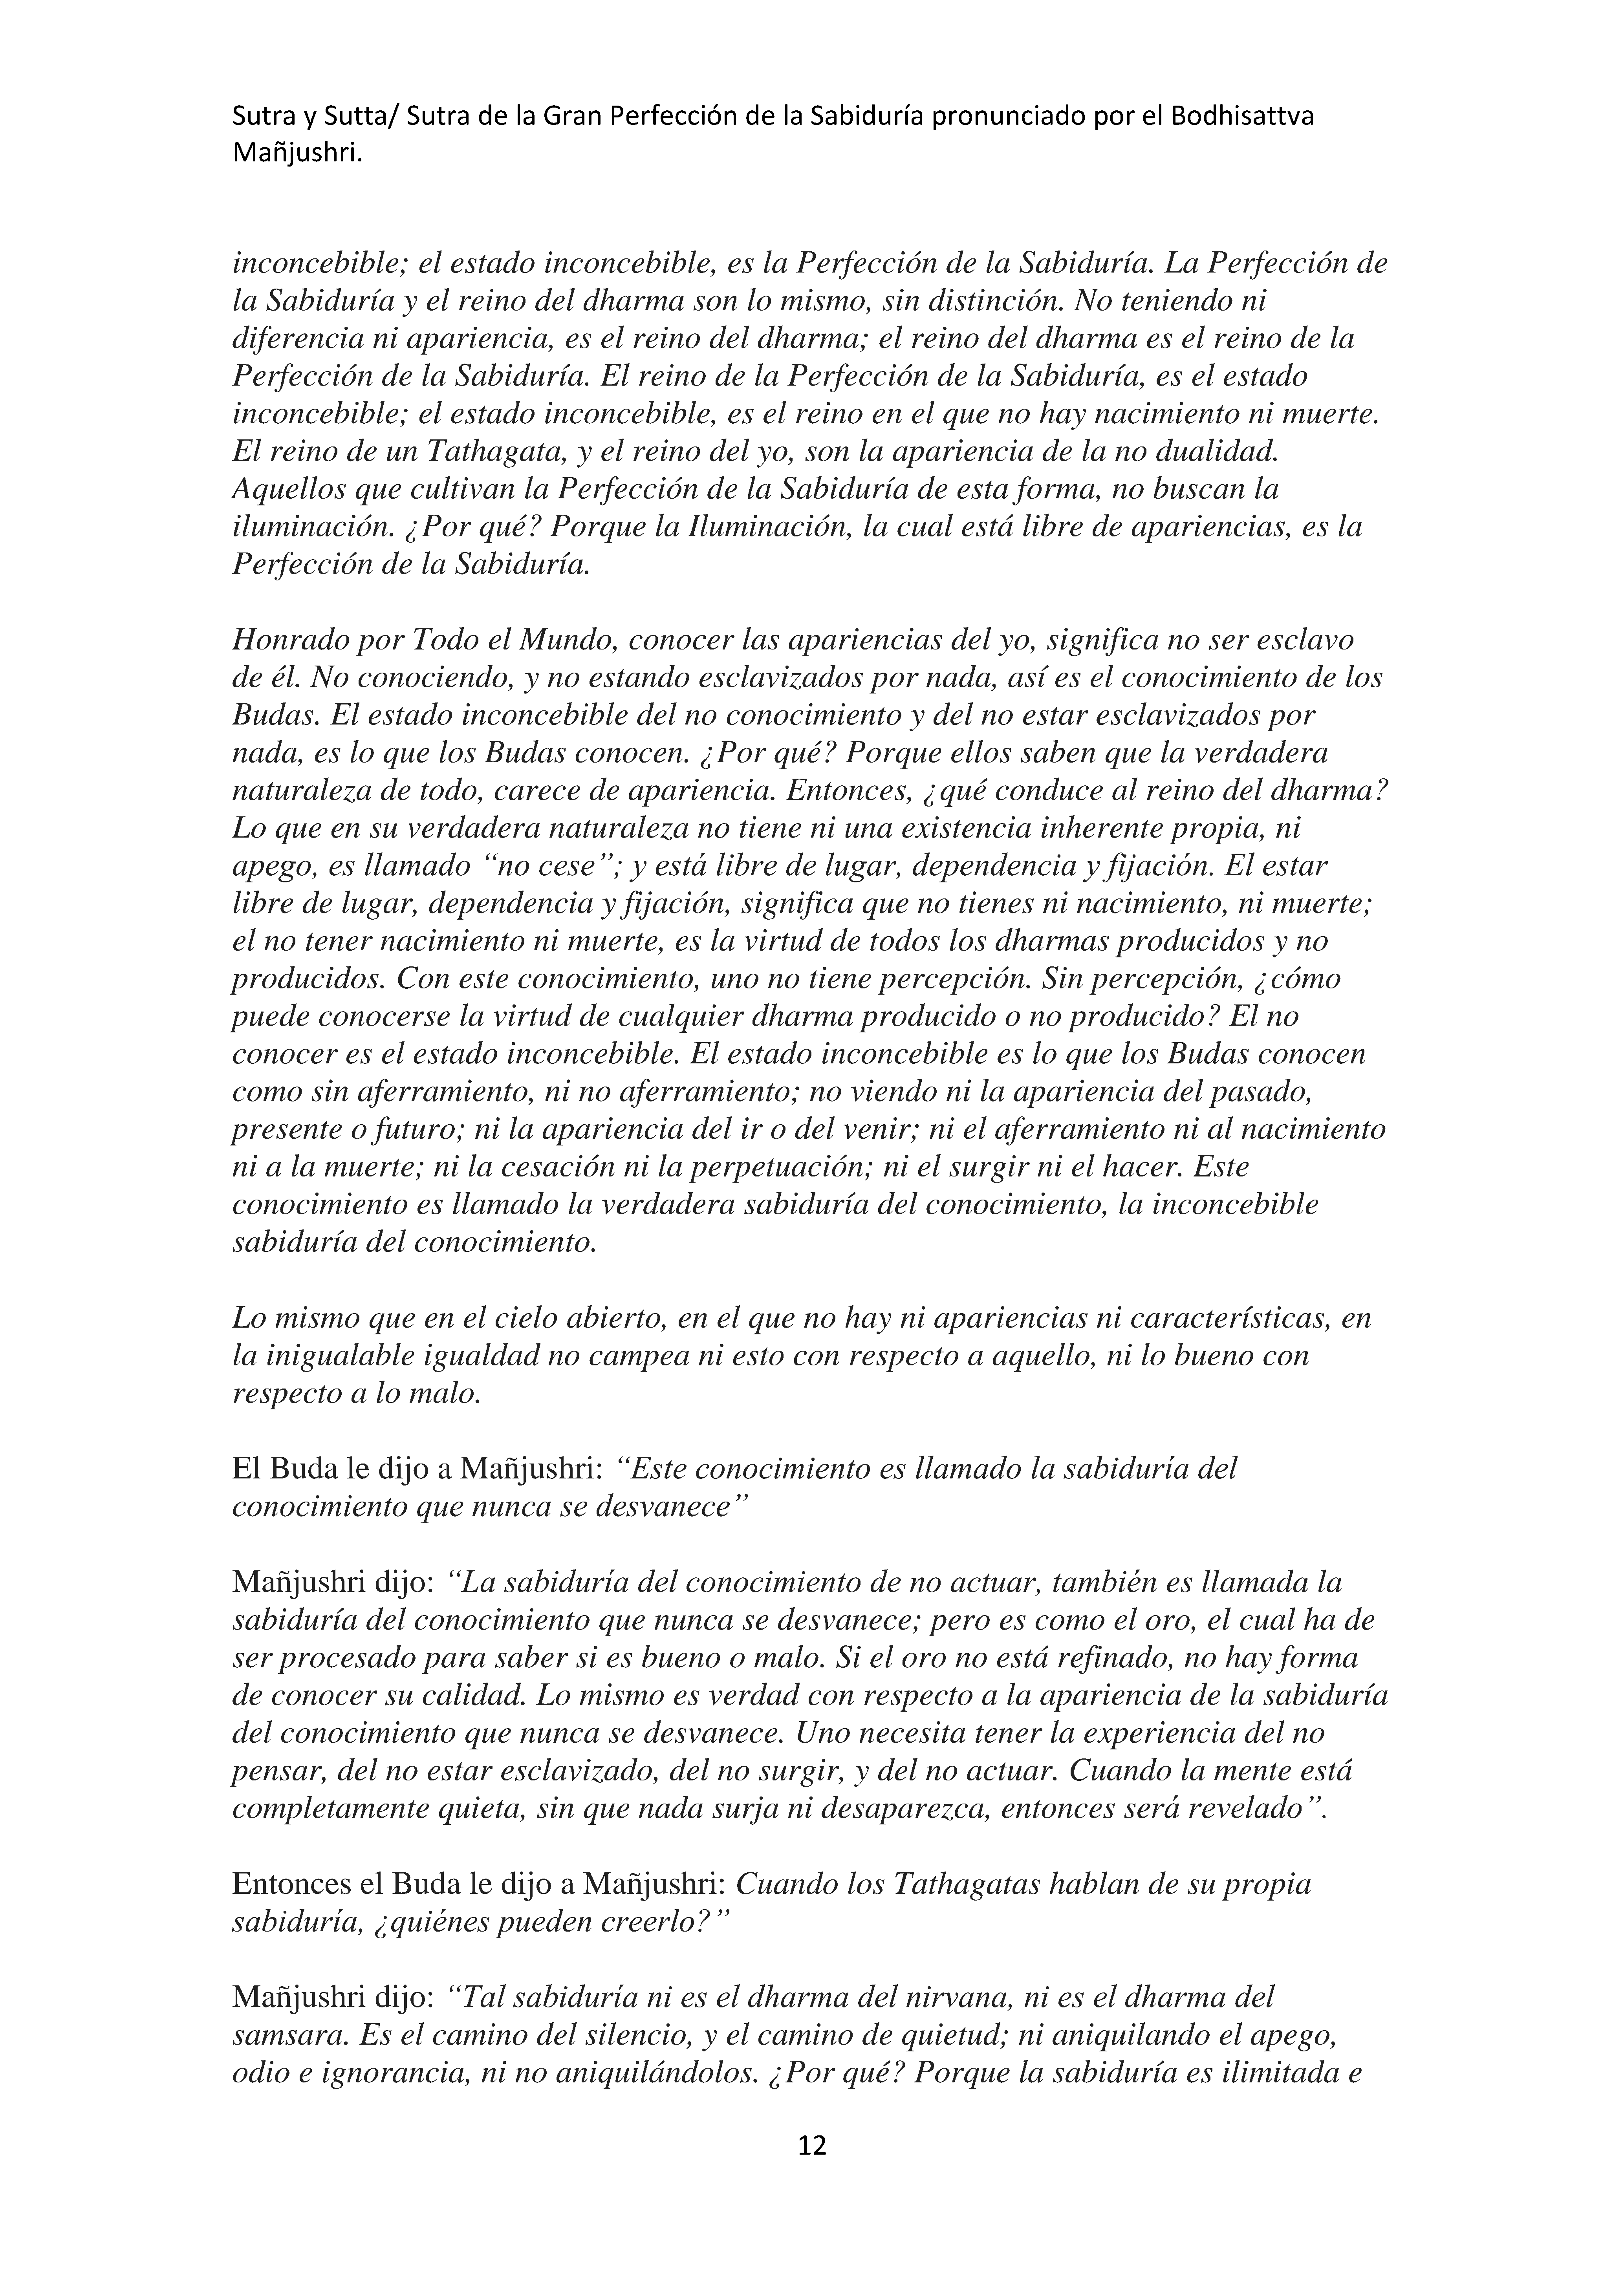 Sutra y Sutta/ Sutra de la Gran Perfección de la Sabiduría pronunciado por el Bodhisattva
Mañjushri.
inconcebible; el estado inconcebible, es la Perfección de la Sabiduría. La Perfección de
la Sabiduría y el reino del dharma son lo mismo, sin distinción. No teniendo ni
diferencia ni apariencia, es el reino del dharma; el reino del dharma es el reino de la
Perfección de la Sabiduría. El reino de la Perfección de la Sabiduría, es el estado
inconcebible; el estado inconcebible, es el reino en el que no hay nacimiento ni muerte.
El reino de un Tathagata, y el reino del yo, son la apariencia de la no dualidad.
Aquellos que cultivan la Perfección de la Sabiduría de esta forma, no buscan la
iluminación. ¿Por qué? Porque la Iluminación, la cual está libre de apariencias, es la
Perfección de la Sabiduría.
Honrado por Todo el Mundo, conocer las apariencias del yo, significa no ser esclavo
de él. No conociendo, y no estando esclavizados por nada, así es el conocimiento de los
Budas. El estado inconcebible del no conocimiento y del no estar esclavizados por
nada, es lo que los Budas conocen. ¿Por qué? Porque ellos saben que la verdadera
naturaleza de todo, carece de apariencia. Entonces, ¿qué conduce al reino del dharma?
Lo que en su verdadera naturaleza no tiene ni una existencia inherente propia, ni
apego, es llamado “no cese”; y está libre de lugar, dependencia y fijación. El estar
libre de lugar, dependencia y fijación, significa que no tienes ni nacimiento, ni muerte;
el no tener nacimiento ni muerte, es la virtud de todos los dharmas producidos y no
producidos. Con este conocimiento, uno no tiene percepción. Sin percepción, ¿cómo
puede conocerse la virtud de cualquier dharma producido o no producido? El no
conocer es el estado inconcebible. El estado inconcebible es lo que los Budas conocen
como sin aferramiento, ni no aferramiento; no viendo ni la apariencia del pasado,
presente o futuro; ni la apariencia del ir o del venir; ni el aferramiento ni al nacimiento
ni a la muerte; ni la cesación ni la perpetuación; ni el surgir ni el hacer. Este
conocimiento es llamado la verdadera sabiduría del conocimiento, la inconcebible
sabiduría del conocimiento.
Lo mismo que en el cielo abierto, en el que no hay ni apariencias ni características, en
la inigualable igualdad no campea ni esto con respecto a aquello, ni lo bueno con
respecto a lo malo.
El Buda le dijo a Mañjushri: “Este conocimiento es llamado la sabiduría del
conocimiento que nunca se desvanece”
Mañjushri dijo: “La sabiduría del conocimiento de no actuar, también es llamada la
sabiduría del conocimiento que nunca se desvanece; pero es como el oro, el cual ha de
ser procesado para saber si es bueno o malo. Si el oro no está refinado, no hay forma
de conocer su calidad. Lo mismo es verdad con respecto a la apariencia de la sabiduría
del conocimiento que nunca se desvanece. Uno necesita tener la experiencia del no
pensar, del no estar esclavizado, del no surgir, y del no actuar. Cuando la mente está
completamente quieta, sin que nada surja ni desaparezca, entonces será revelado”.
Entonces el Buda le dijo a Mañjushri: Cuando los Tathagatas hablan de su propia
sabiduría, ¿quiénes pueden creerlo?”
Mañjushri dijo: “Tal sabiduría ni es el dharma del nirvana, ni es el dharma del
samsara. Es el camino del silencio, y el camino de quietud; ni aniquilando el apego,
odio e ignorancia, ni no aniquilándolos. ¿Por qué? Porque la sabiduría es ilimitada e
12